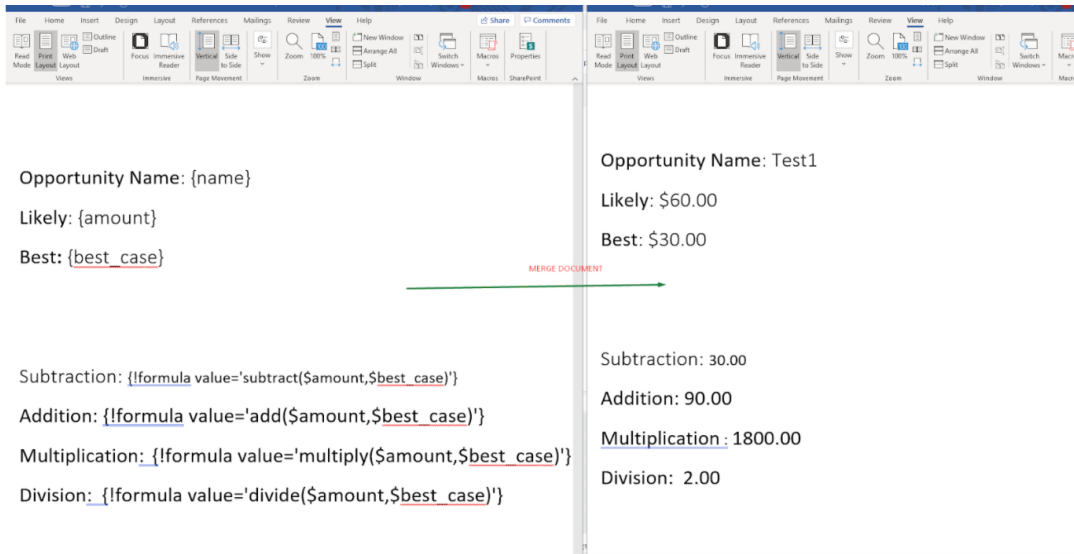 File Home Insert Design Layout References Mailings Review View Help Share Comments
Read Mode Print Layout Web Layout Outline Draft Focus Immersive Reader Vertical Side to Side Show Zoom 100% New Window Arrange All Split Switch Windows Macros Properties
Views Immersive Page Movement Zoom Window Macros SharePoint
Opportunity Name: {name}
Likely: {amount}
Best: {best_case}
Subtraction: {!formula value='subtract($amount,$best_case)'}
Addition: {!formula value='add($amount,$best_case)'}
Multiplication: {!formula value='multiply($amount,$best_case)'}
Division: {!formula value='divide($amount,$best_case)'}
MERGE DOCUMENT
File Home Insert Design Layout References Mailings Review View Help
Read Mode Print Layout Web Layout Outline Draft Focus Immersive Reader Vertical Side to Side Show Zoom 100% New Window Arrange All Split Switch Windows Macr
Views Immersive Page Movement Zoom Window Macr
Opportunity Name: Test1
Likely: $60.00
Best: $30.00
Subtraction: 30.00
Addition: 90.00
Multiplication : 1800.00
Division: 2.00